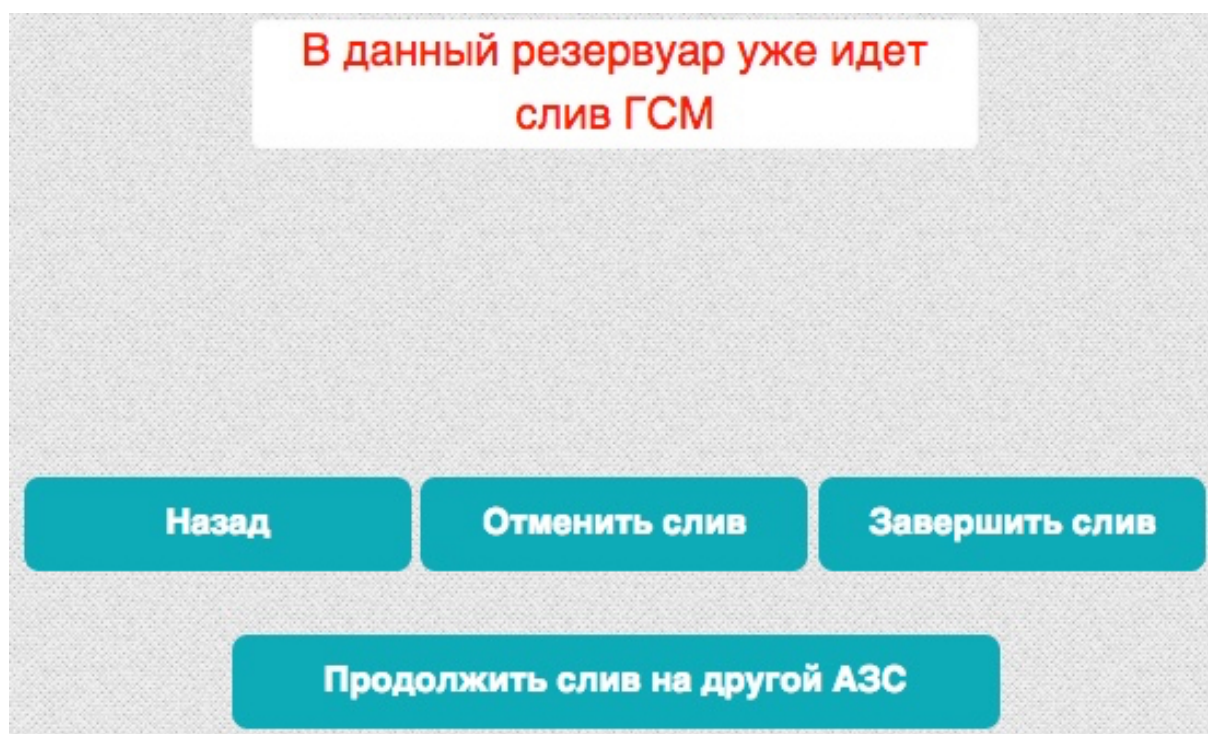 В данный резервуар уже идет
слив ГСМ
Назад
Отменить слив
Завершить слив
Продолжить слив на другой АЗС